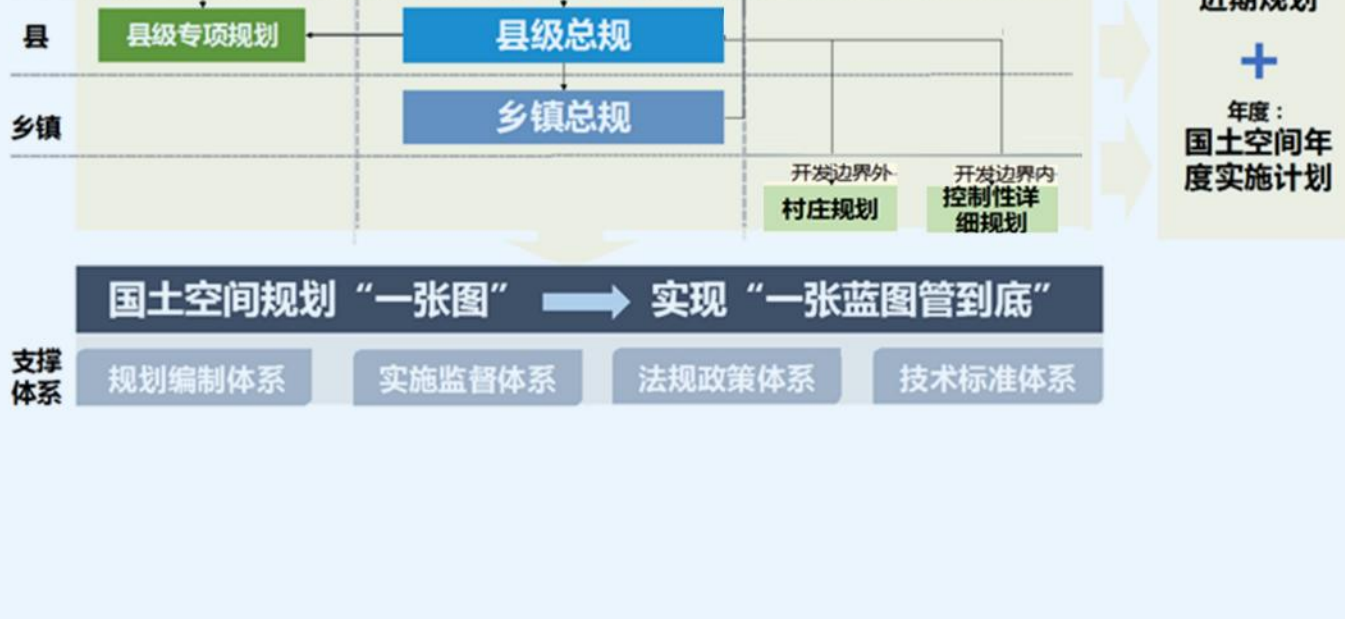 近期规划
县
县级专项规划
县级总规
乡镇
乡镇总规
年度：
国土空间年
度实施计划
开发边界外
村庄规划
开发边界内
控制性详
细规划
国土空间规划“一张图”
实现“一张蓝图管到底”
支撑
体系
规划编制体系
实施监督体系
法规政策体系
技术标准体系